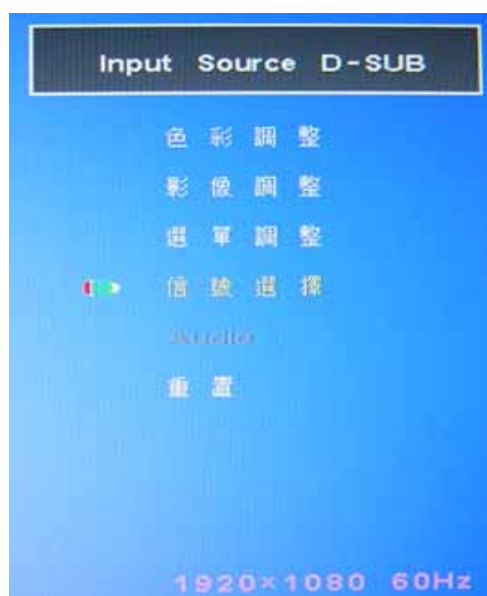 Input Source D-SUB
色彩調整
影像調整
選單調整
信號選擇
Audio
重置
1920×1080 60Hz